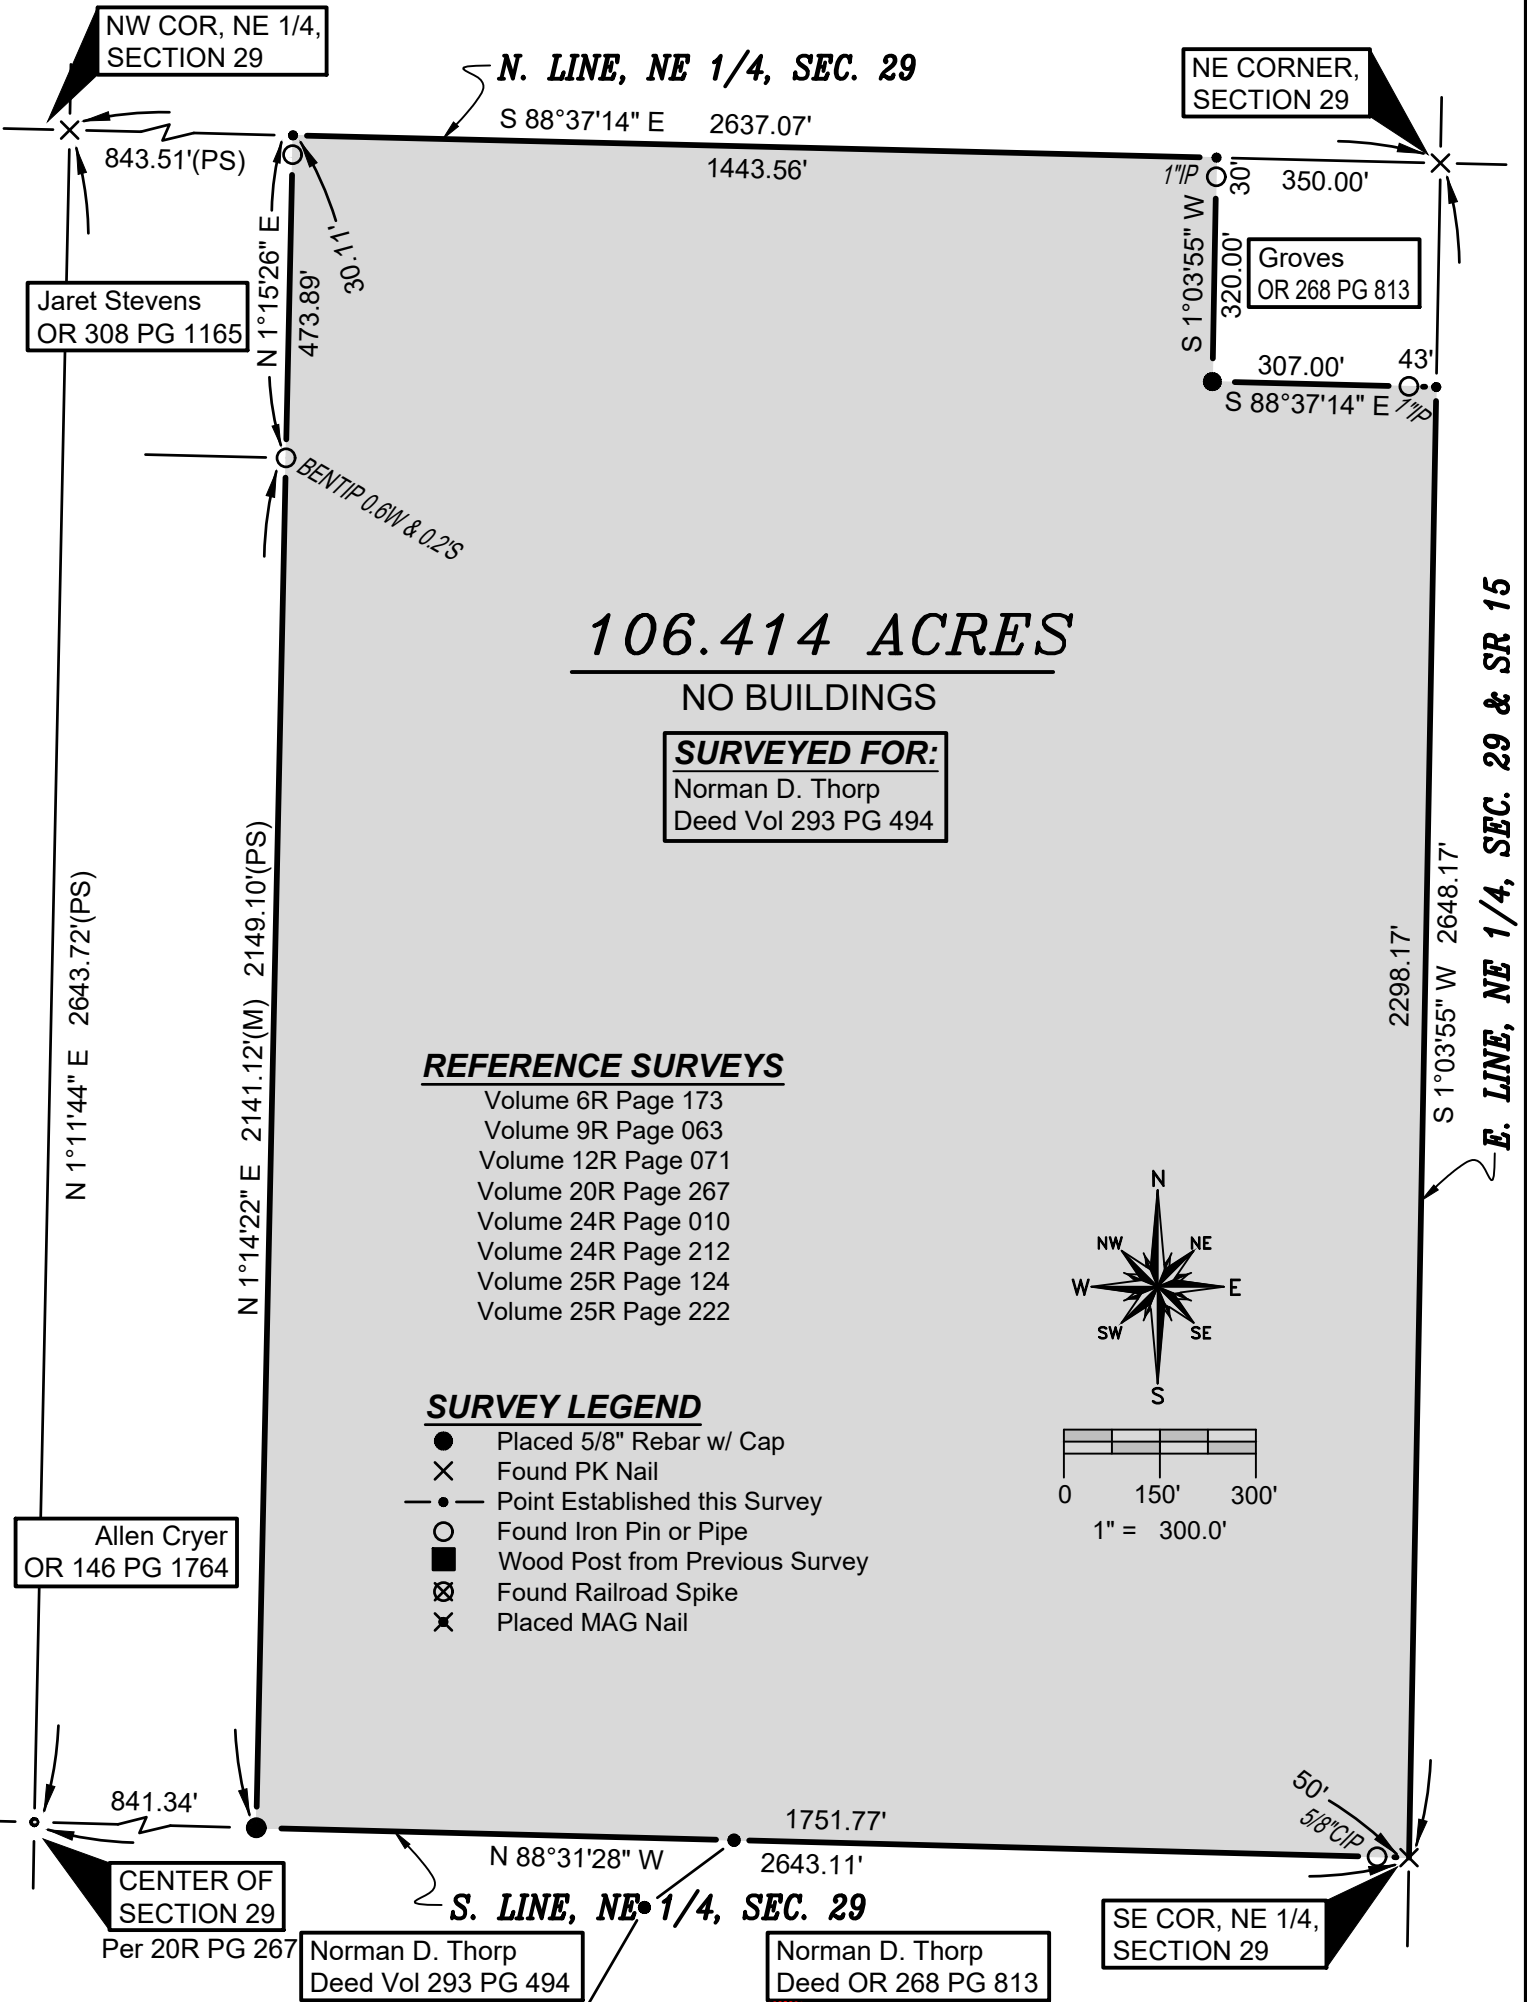 NW COR, NE 1/4,
SECTION 29
N. LINE, NE 1/4, SEC. 29
S 88°37'14" E 2637.07'
1443.56'
NE CORNER,
SECTION 29
843.51'(PS)
1"IP
30'
350.00'
N 1°15'26" E
473.89'
30.11'
S 1°03'55" W
320.00'
Groves
OR 268 PG 813
Jaret Stevens
OR 308 PG 1165
307.00'
43'
S 88°37'14" E
1"IP
BENTIP 0.6W & 0.2'S
106.414 ACRES
NO BUILDINGS
SURVEYED FOR:
Norman D. Thorp
Deed Vol 293 PG 494
E. LINE, NE 1/4, SEC. 29 & SR 15
S 1°03'55" W 2648.17'
2298.17'
N 1°11'44" E 2643.72'(PS)
N 1°14'22" E 2141.12'(M) 2149.10'(PS)
REFERENCE SURVEYS
Volume 6R Page 173
Volume 9R Page 063
Volume 12R Page 071
Volume 20R Page 267
Volume 24R Page 010
Volume 24R Page 212
Volume 25R Page 124
Volume 25R Page 222
N
NW
NE
W
E
SW
SE
S
SURVEY LEGEND
Placed 5/8" Rebar w/ Cap
Found PK Nail
Point Established this Survey
Found Iron Pin or Pipe
Wood Post from Previous Survey
Found Railroad Spike
Placed MAG Nail
0 150' 300'
1" = 300.0'
Allen Cryer
OR 146 PG 1764
841.34'
1751.77'
50'
5/8"CIP
N 88°31'28" W
2643.11'
S. LINE, NE 1/4, SEC. 29
CENTER OF
SECTION 29
Per 20R PG 267
Norman D. Thorp
Deed Vol 293 PG 494
Norman D. Thorp
Deed OR 268 PG 813
SE COR, NE 1/4,
SECTION 29